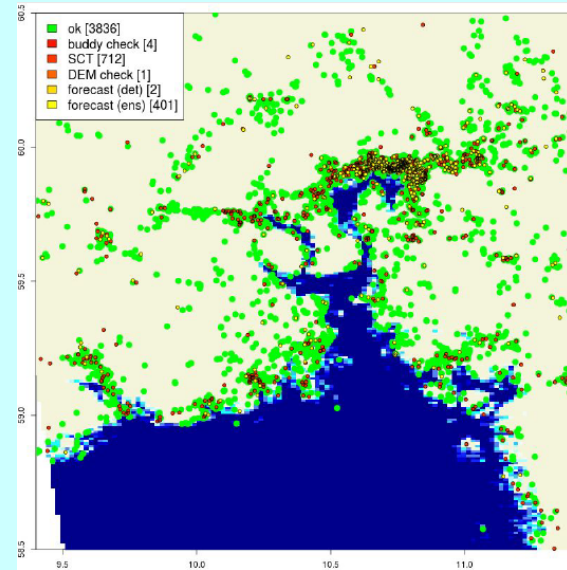 60.5
ok [3836]
buddy check [4]
SCT [712]
DEM check [1]
forecast (det) [2]
forecast (ens) [401]
60.0
59.5
59.0
58.5
9.5 10.0 10.5 11.0